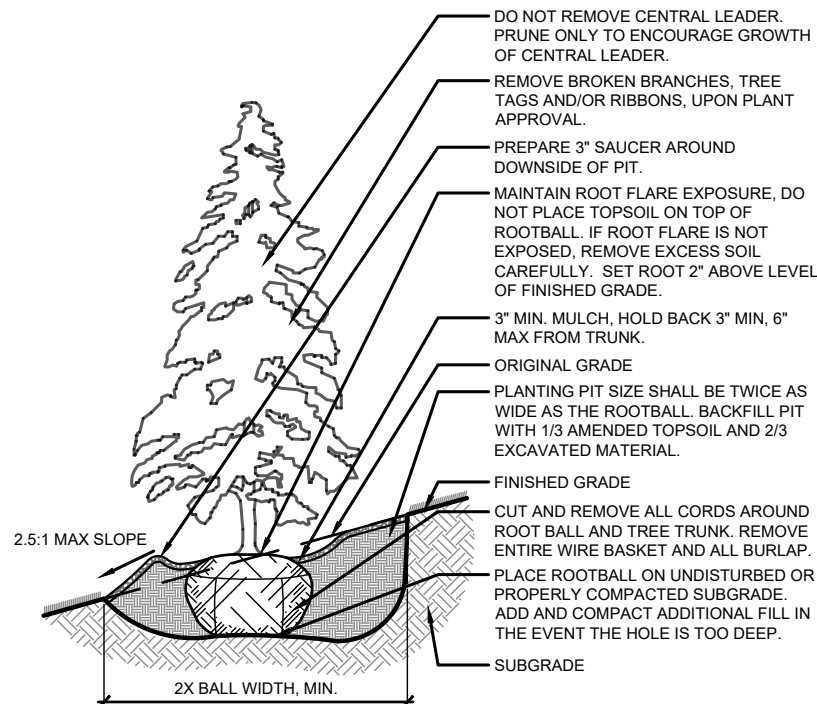 DO NOT REMOVE CENTRAL LEADER.
PRUNE ONLY TO ENCOURAGE GROWTH
OF CENTRAL LEADER.
REMOVE BROKEN BRANCHES, TREE
TAGS AND/OR RIBBONS, UPON PLANT
APPROVAL.
PREPARE 3" SAUCER AROUND
DOWNSIDE OF PIT.
MAINTAIN ROOT FLARE EXPOSURE, DO
NOT PLACE TOPSOIL ON TOP OF
ROOTBALL. IF ROOT FLARE IS NOT
EXPOSED, REMOVE EXCESS SOIL
CAREFULLY. SET ROOT 2" ABOVE LEVEL
OF FINISHED GRADE.
3" MIN. MULCH, HOLD BACK 3" MIN, 6"
MAX FROM TRUNK.
ORIGINAL GRADE
PLANTING PIT SIZE SHALL BE TWICE AS
WIDE AS THE ROOTBALL. BACKFILL PIT
WITH 1/3 AMENDED TOPSOIL AND 2/3
EXCAVATED MATERIAL.
FINISHED GRADE
CUT AND REMOVE ALL CORDS AROUND
ROOT BALL AND TREE TRUNK. REMOVE
ENTIRE WIRE BASKET AND ALL BURLAP.
PLACE ROOTBALL ON UNDISTURBED OR
PROPERLY COMPACTED SUBGRADE.
ADD AND COMPACT ADDITIONAL FILL IN
THE EVENT THE HOLE IS TOO DEEP.
SUBGRADE
2.5:1 MAX SLOPE
2X BALL WIDTH, MIN.